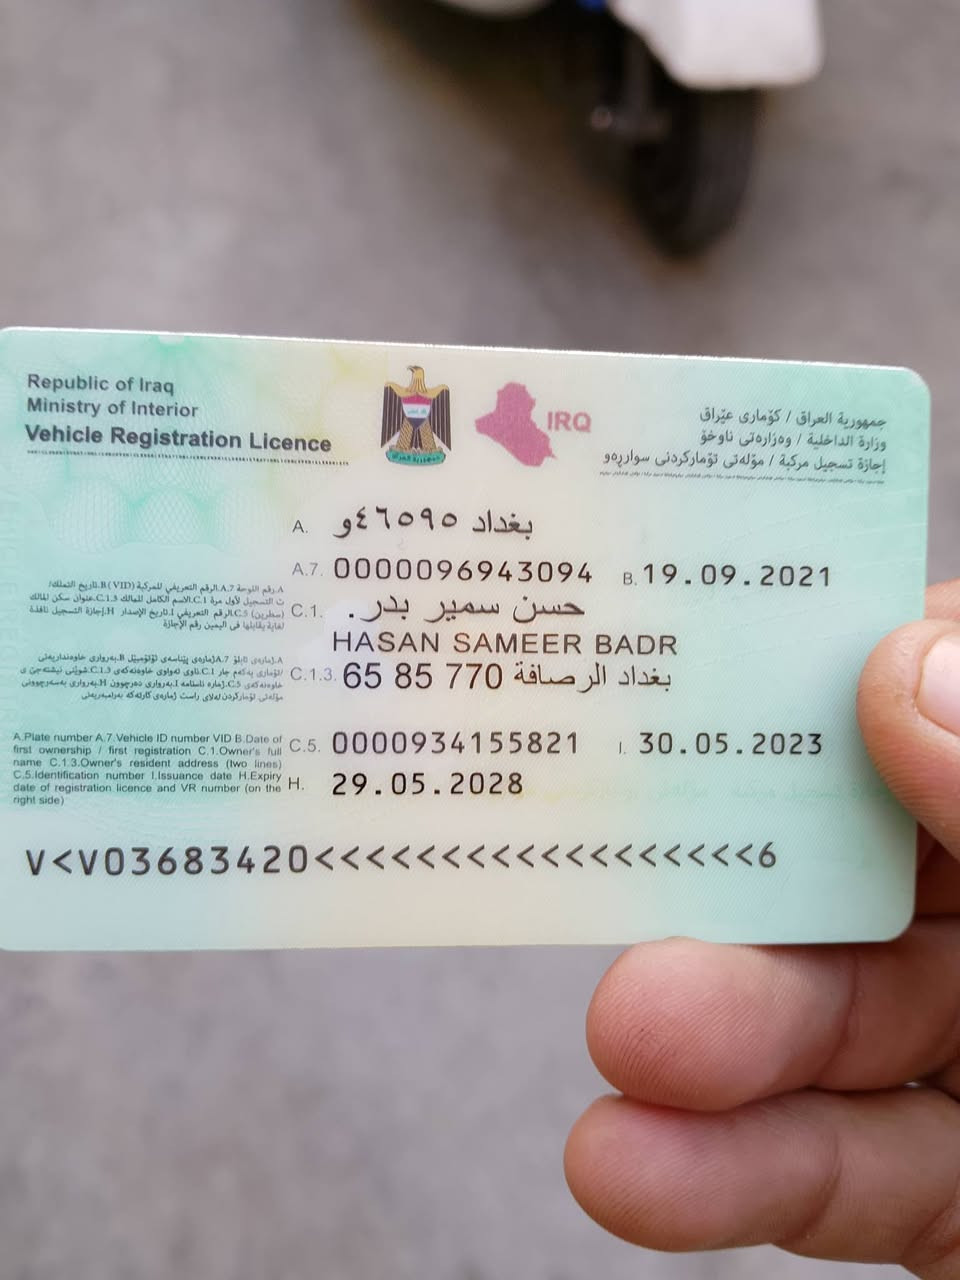 Republic of Iraq
Ministry of Interior
Vehicle Registration Licence
IRQ
جمهورية العراق / كۆماری عێراق
وزارة الداخلية / وەزارەتی ناوخۆ
إجازة تسجيل مركبة / مۆڵەتی تۆمارکردنی سواڕەو
A. بغداد ٤٦٥٩٥و
A.7. 0000096943094 B. 19.09.2021
C.1. حسن سمير بدر .
HASAN SAMEER BADR
C.1.3. 65 85 770 بغداد الرصافة
C.5. 0000934155821 I. 30.05.2023
H. 29.05.2028
A.Plate number A.7.Vehicle ID number VID B.Date of
first ownership / first registration C.1.Owner's full
name C.1.3.Owner's resident address (two lines)
C.5.Identification number I.Issuance date H.Expiry
date of registration licence and VR number (on the
right side)
V<V03683420<<<<<<<<<<<<<<<<<<<6